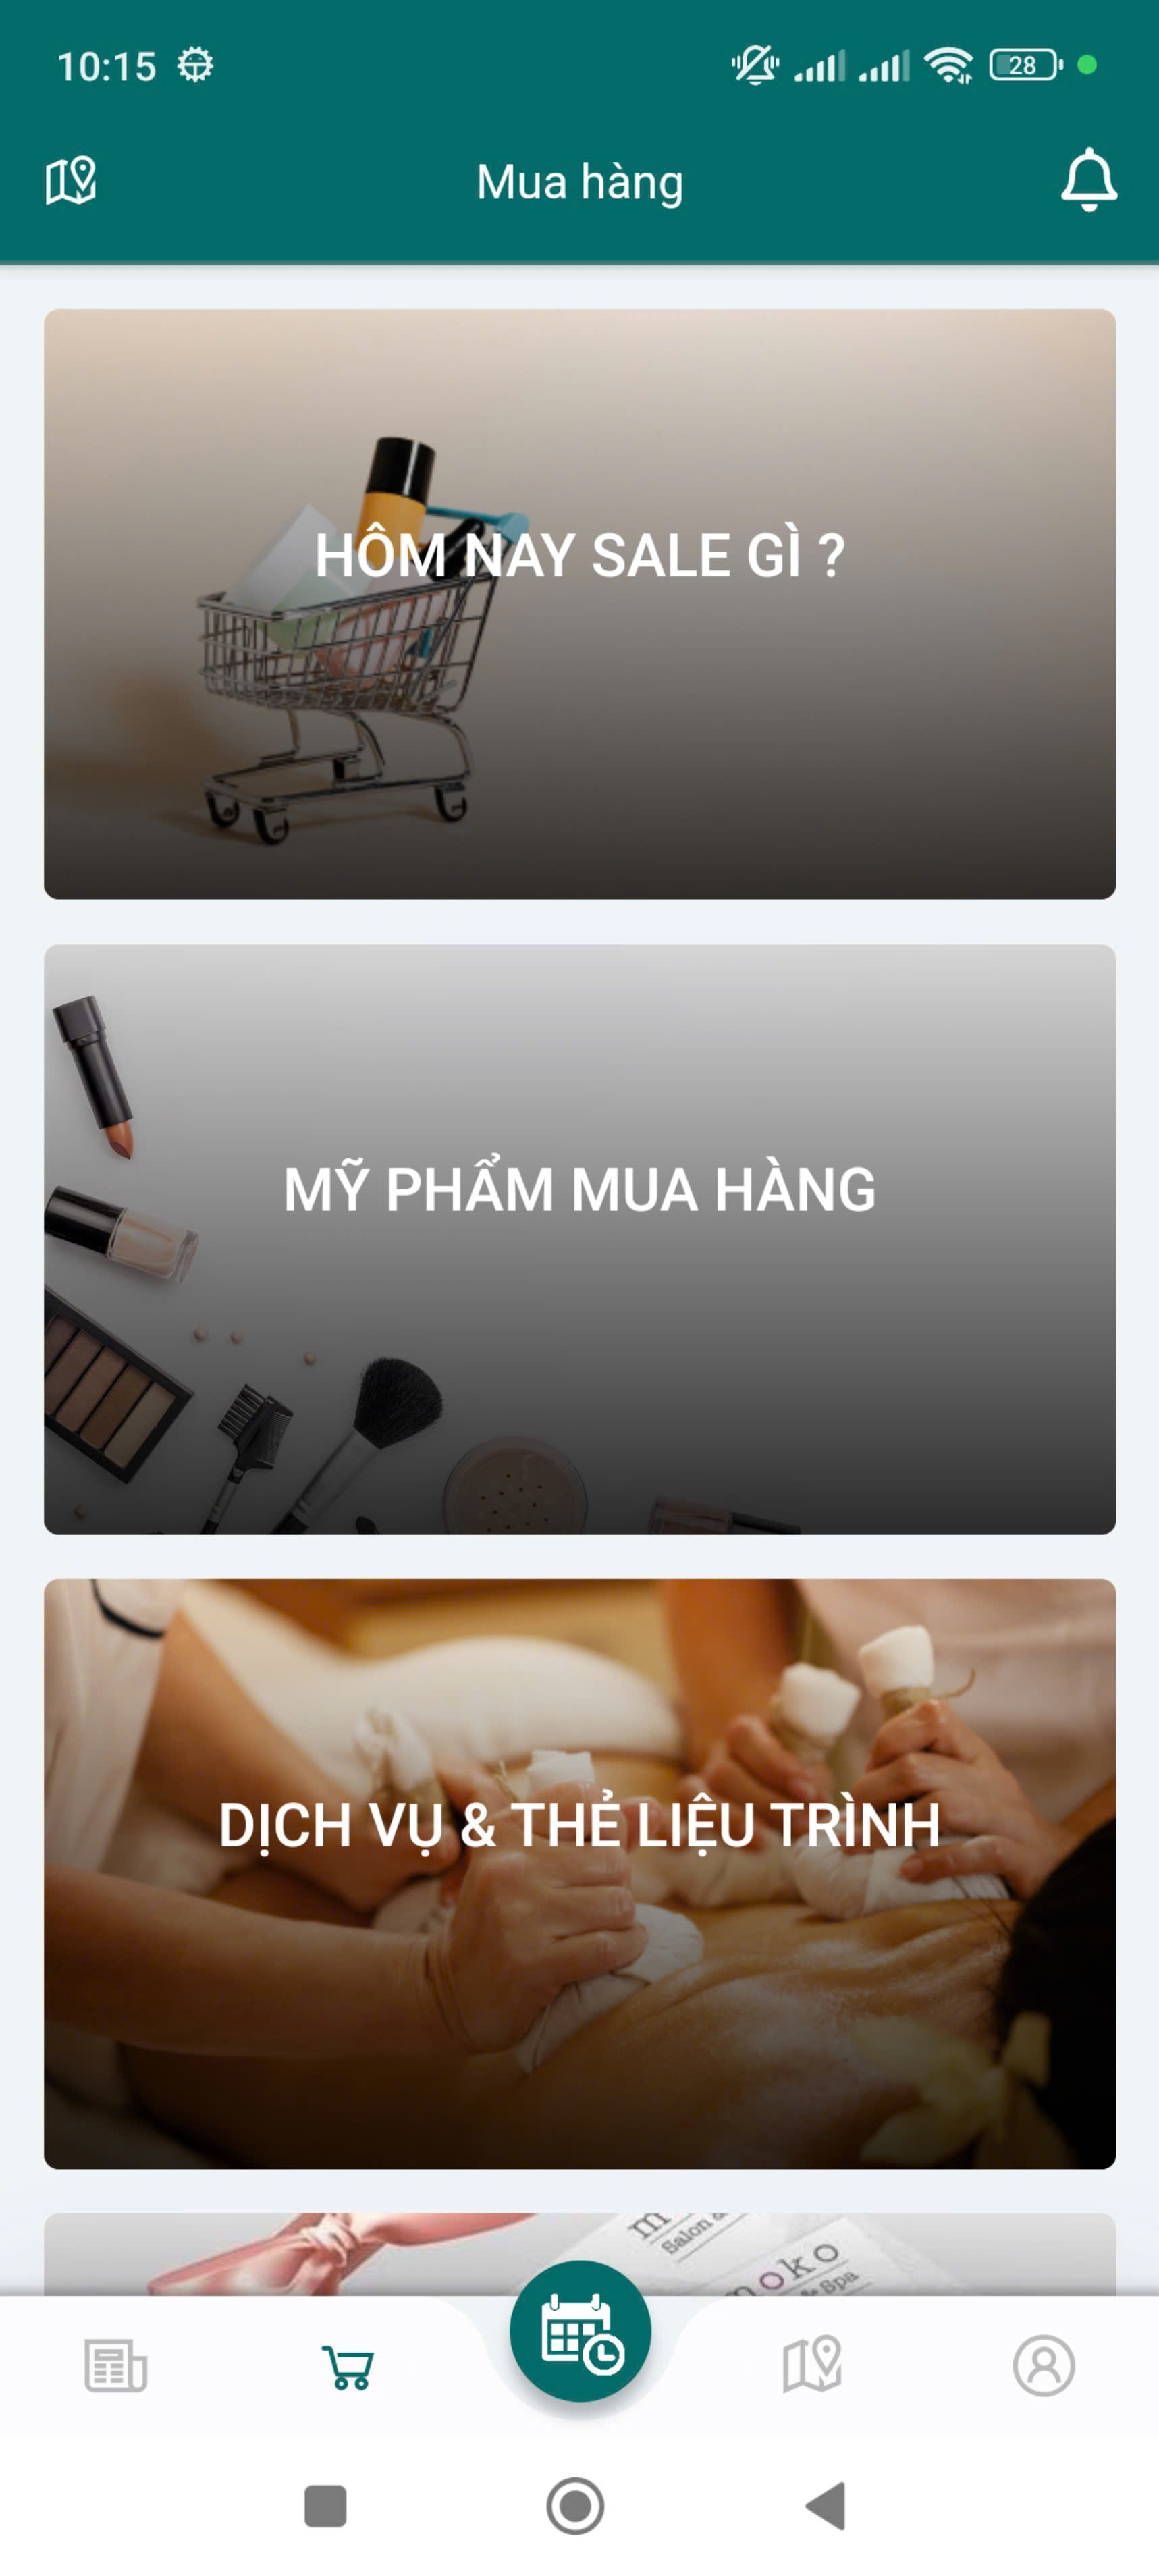 10:15
28
Mua hàng
HÔM NAY SALE GÌ ?
MỸ PHẨM MUA HÀNG
DỊCH VỤ & THẺ LIỆU TRÌNH
m
Salon &
moko
& Spa